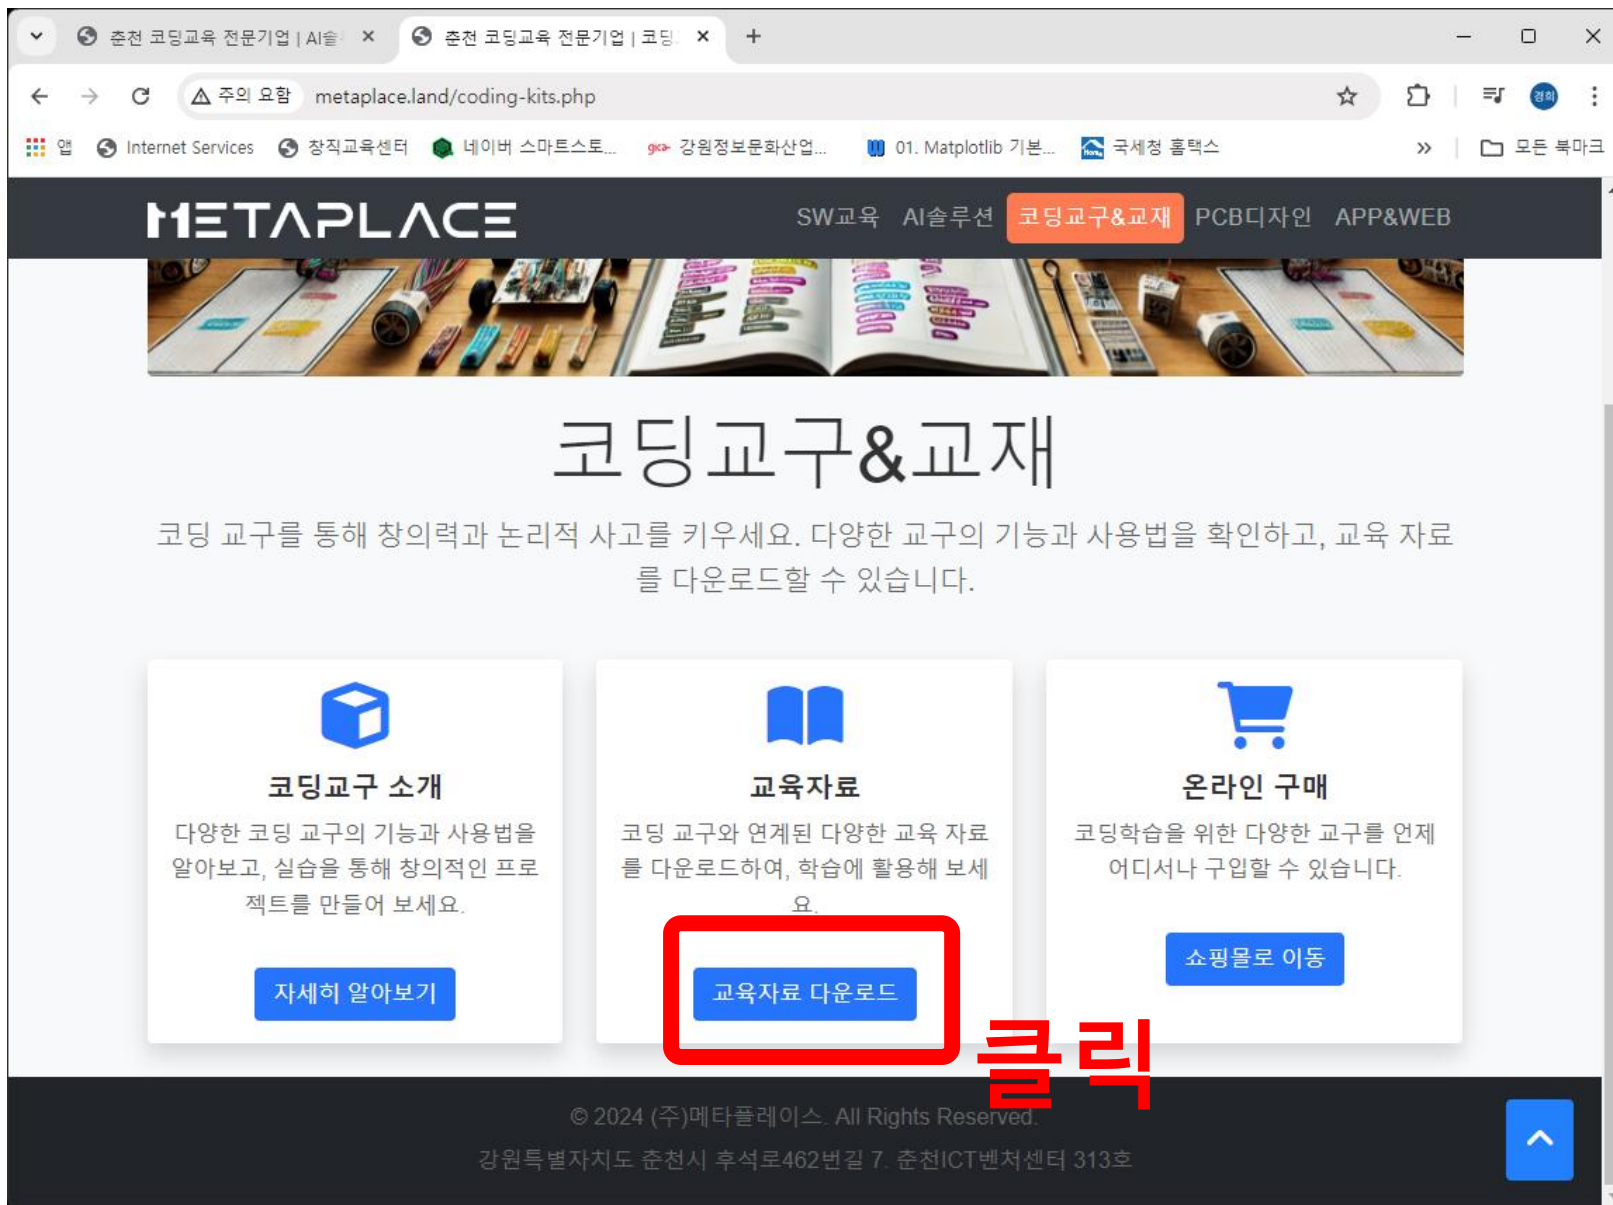 춘천 코딩교육 전문기업 | AI솔
춘천 코딩교육 전문기업 | 코딩
주의 요함 metaplace.land/coding-kits.php
경희
앱 Internet Services 창직교육센터 네이버 스마트스토... gica 강원정보문화산업... 01. Matplotlib 기본... 국세청 홈택스 모든 북마크
METAPLACE SW교육 AI솔루션 코딩교구&교재 PCB디자인 APP&WEB
코딩교구&교재
코딩 교구를 통해 창의력과 논리적 사고를 키우세요. 다양한 교구의 기능과 사용법을 확인하고, 교육 자료
를 다운로드할 수 있습니다.
코딩교구 소개
다양한 코딩 교구의 기능과 사용법을
알아보고, 실습을 통해 창의적인 프로
젝트를 만들어 보세요.
자세히 알아보기
교육자료
코딩 교구와 연계된 다양한 교육 자료
를 다운로드하여, 학습에 활용해 보세
요.
교육자료 다운로드
온라인 구매
코딩학습을 위한 다양한 교구를 언제
어디서나 구입할 수 있습니다.
쇼핑몰로 이동
클릭
© 2024 (주)메타플레이스. All Rights Reserved.
강원특별자치도 춘천시 후석로462번길 7. 춘천ICT벤처센터 313호